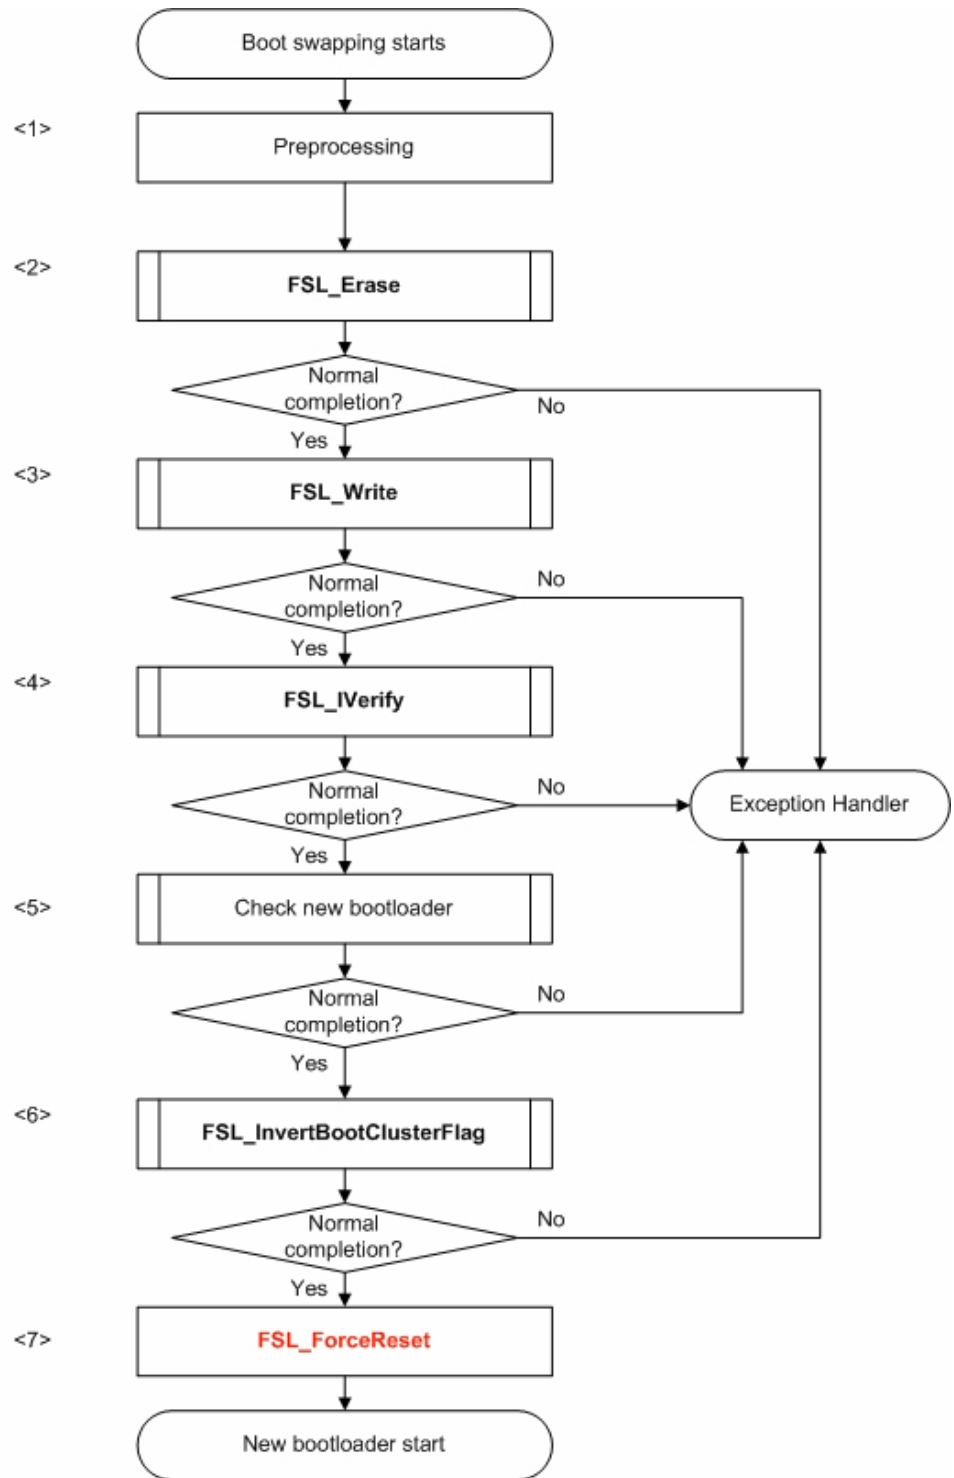 Boot swapping starts
<1>
Preprocessing
<2>
FSL_Erase
Normal
completion?
No
Yes
<3>
FSL_Write
Normal
completion?
No
Yes
<4>
FSL_IVerify
Normal
completion?
No
Exception Handler
Yes
<5>
Check new bootloader
Normal
completion?
No
Yes
<6>
FSL_InvertBootClusterFlag
Normal
completion?
No
Yes
<7>
FSL_ForceReset
New bootloader start